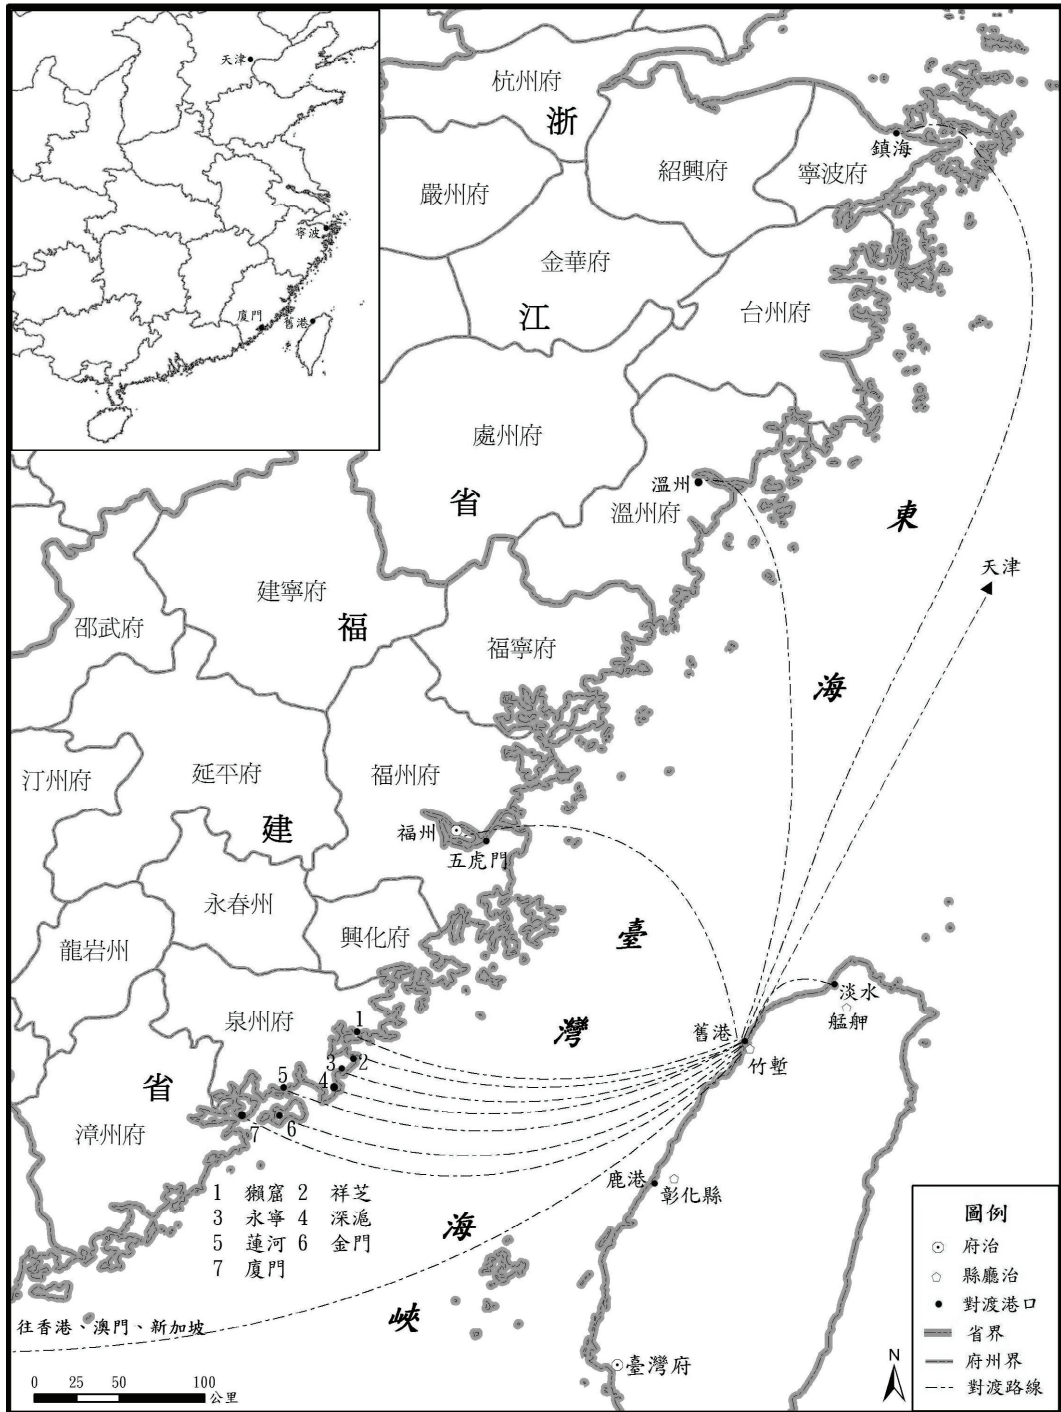 天津
寧波
廈門
舊港
杭州府
浙
紹興府
寧波府
鎮海
嚴州府
金華府
江
台州府
處州府
省
溫州
溫州府
東
天津
建寧府
福
邵武府
福寧府
海
汀州府
延平府
福州府
建
福州
五虎門
永春州
興化府
臺
龍岩州
淡水
艋舺
泉州府
灣
舊港
竹塹
1
2
3
4
5
6
7
省
漳州府
鹿港
彰化縣
1 獺窟 2 祥芝
3 永寧 4 深滬
5 蓮河 6 金門
7 廈門
海
峽
往香港、澳門、新加坡
臺灣府
0 25 50 100
公里
N
圖例
府治
縣廳治
對渡港口
省界
府州界
對渡路線